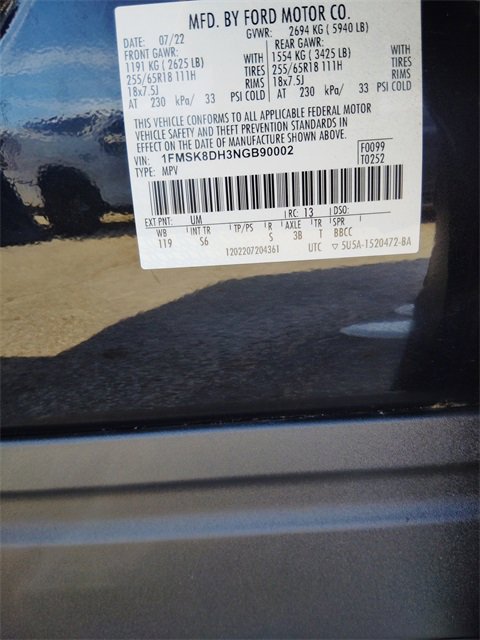 MFD. BY FORD MOTOR CO.
DATE: 07/22 GVWR: 2694 KG (5940 LB)
FRONT GAWR: REAR GAWR:
1191 KG (2625 LB) WITH 1554 KG (3425 LB) WITH
255/65R18 111H TIRES 255/65R18 111H TIRES
18x7.5J RIMS 18x7.5J RIMS
AT 230 kPa/ 33 PSI COLD AT 230 kPa/ 33 PSI COLD
THIS VEHICLE CONFORMS TO ALL APPLICABLE FEDERAL MOTOR
VEHICLE SAFETY AND THEFT PREVENTION STANDARDS IN
EFFECT ON THE DATE OF MANUFACTURE SHOWN ABOVE.
VIN: 1FMSK8DH3NGB90002 F0099
TYPE: MPV T0252
EXT PNT: UM RC: 13 DSO:
WB INT TR TP/PS R AXLE TR SPR
119 S6 S 3B T BBCC
1202207204361 UTC ▽ 5U5A-1520472-BA